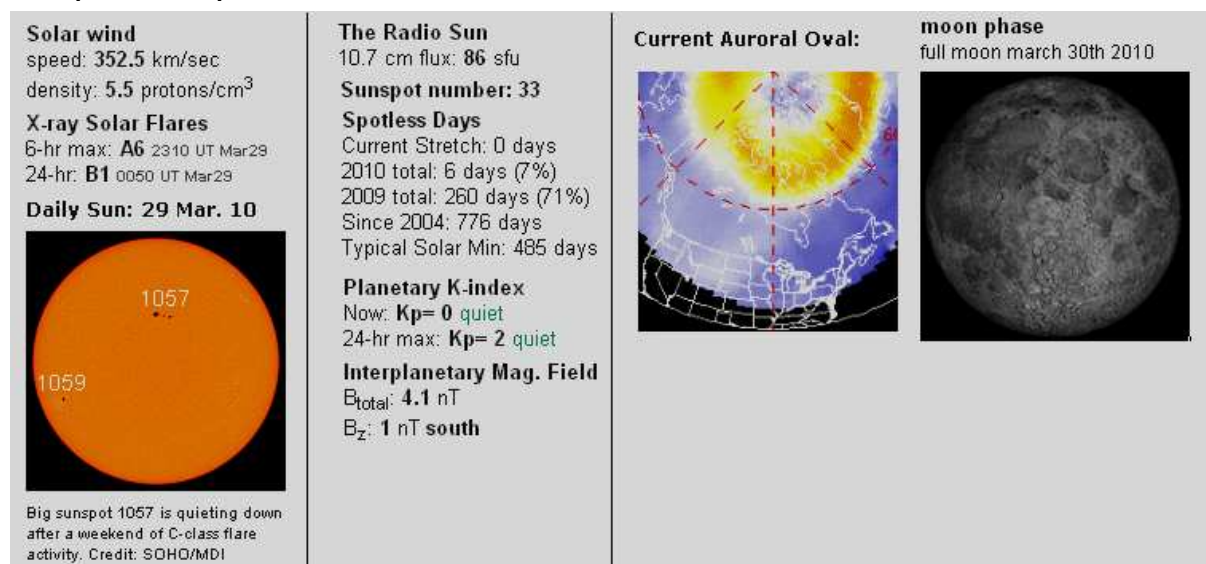 Solar wind
speed: 352.5 km/sec
density: 5.5 protons/cm3
X-ray Solar Flares
6-hr max: A6 2310 UT Mar29
24-hr: B1 0050 UT Mar29
Daily Sun: 29 Mar. 10
1057
1059
Big sunspot 1057 is quieting down
after a weekend of C-class flare
activity. Credit: SOHO/MDI
The Radio Sun
10.7 cm flux: 86 sfu
Sunspot number: 33
Spotless Days
Current Stretch: 0 days
2010 total: 6 days (7%)
2009 total: 260 days (71%)
Since 2004: 776 days
Typical Solar Min: 485 days
Planetary K-index
Now: Kp= 0 quiet
24-hr max: Kp= 2 quiet
Interplanetary Mag. Field
Btotal: 4.1 nT
Bz: 1 nT south
Current Auroral Oval:
moon phase
full moon march 30th 2010